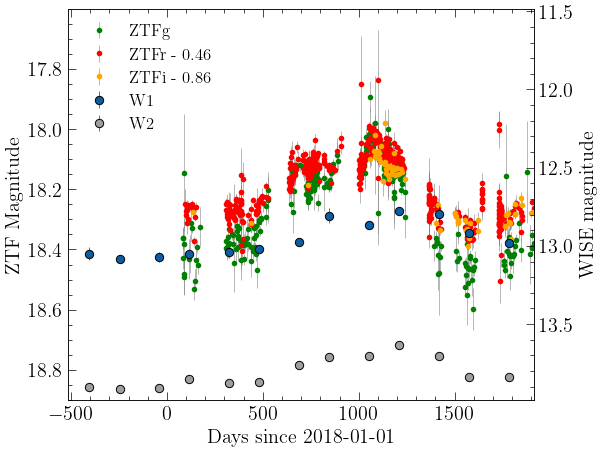 ZTFg
ZTFr - 0.46
ZTFi - 0.86
W1
W2
17.8
18.0
18.2
18.4
18.6
18.8
ZTF Magnitude
11.5
12.0
12.5
13.0
13.5
WISE magnitude
−500
0
500
1000
1500
Days since 2018-01-01